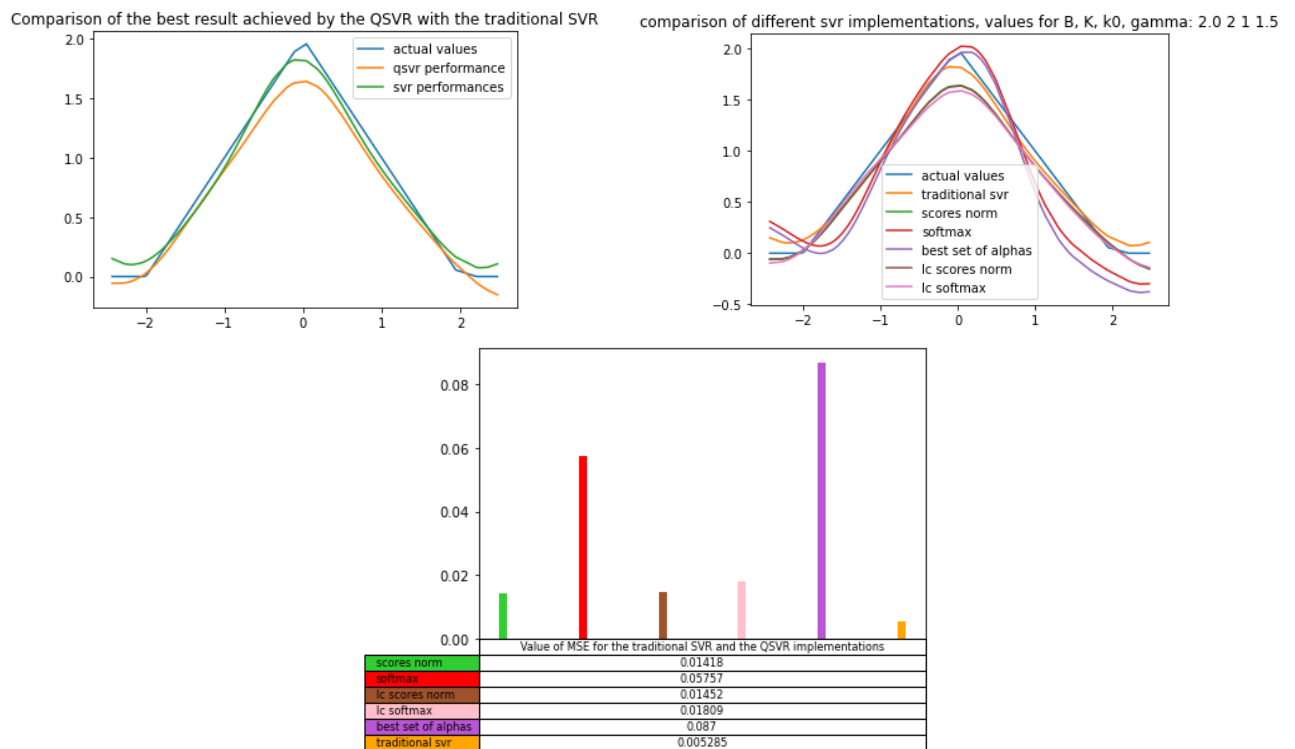 Comparison of the best result achieved by the QSVR with the traditional SVR
2.0
1.5
1.0
0.5
0.0
−2
−1
0
1
2
actual values
qsvr performance
svr performances
comparison of different svr implementations, values for B, K, k0, gamma: 2.0 2 1 1.5
2.0
1.5
1.0
0.5
0.0
−0.5
−2
−1
0
1
2
actual values
traditional svr
scores norm
softmax
best set of alphas
lc scores norm
lc softmax
0.08
0.06
0.04
0.02
0.00
Value of MSE for the traditional SVR and the QSVR implementations
scores norm 0.01418
softmax 0.05757
lc scores norm 0.01452
lc softmax 0.01809
best set of alphas 0.087
traditional svr 0.005285